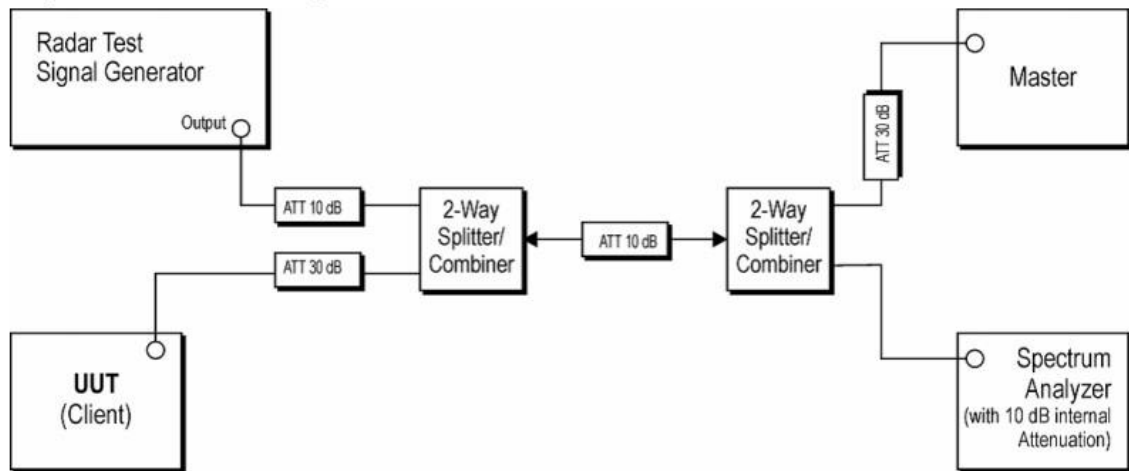 Radar Test
Signal Generator
Output
ATT 10 dB
ATT 30 dB
2-Way
Splitter/
Combiner
ATT 10 dB
2-Way
Splitter/
Combiner
ATT 30 dB
Master
UUT
(Client)
Spectrum
Analyzer
(with 10 dB internal
Attenuation)